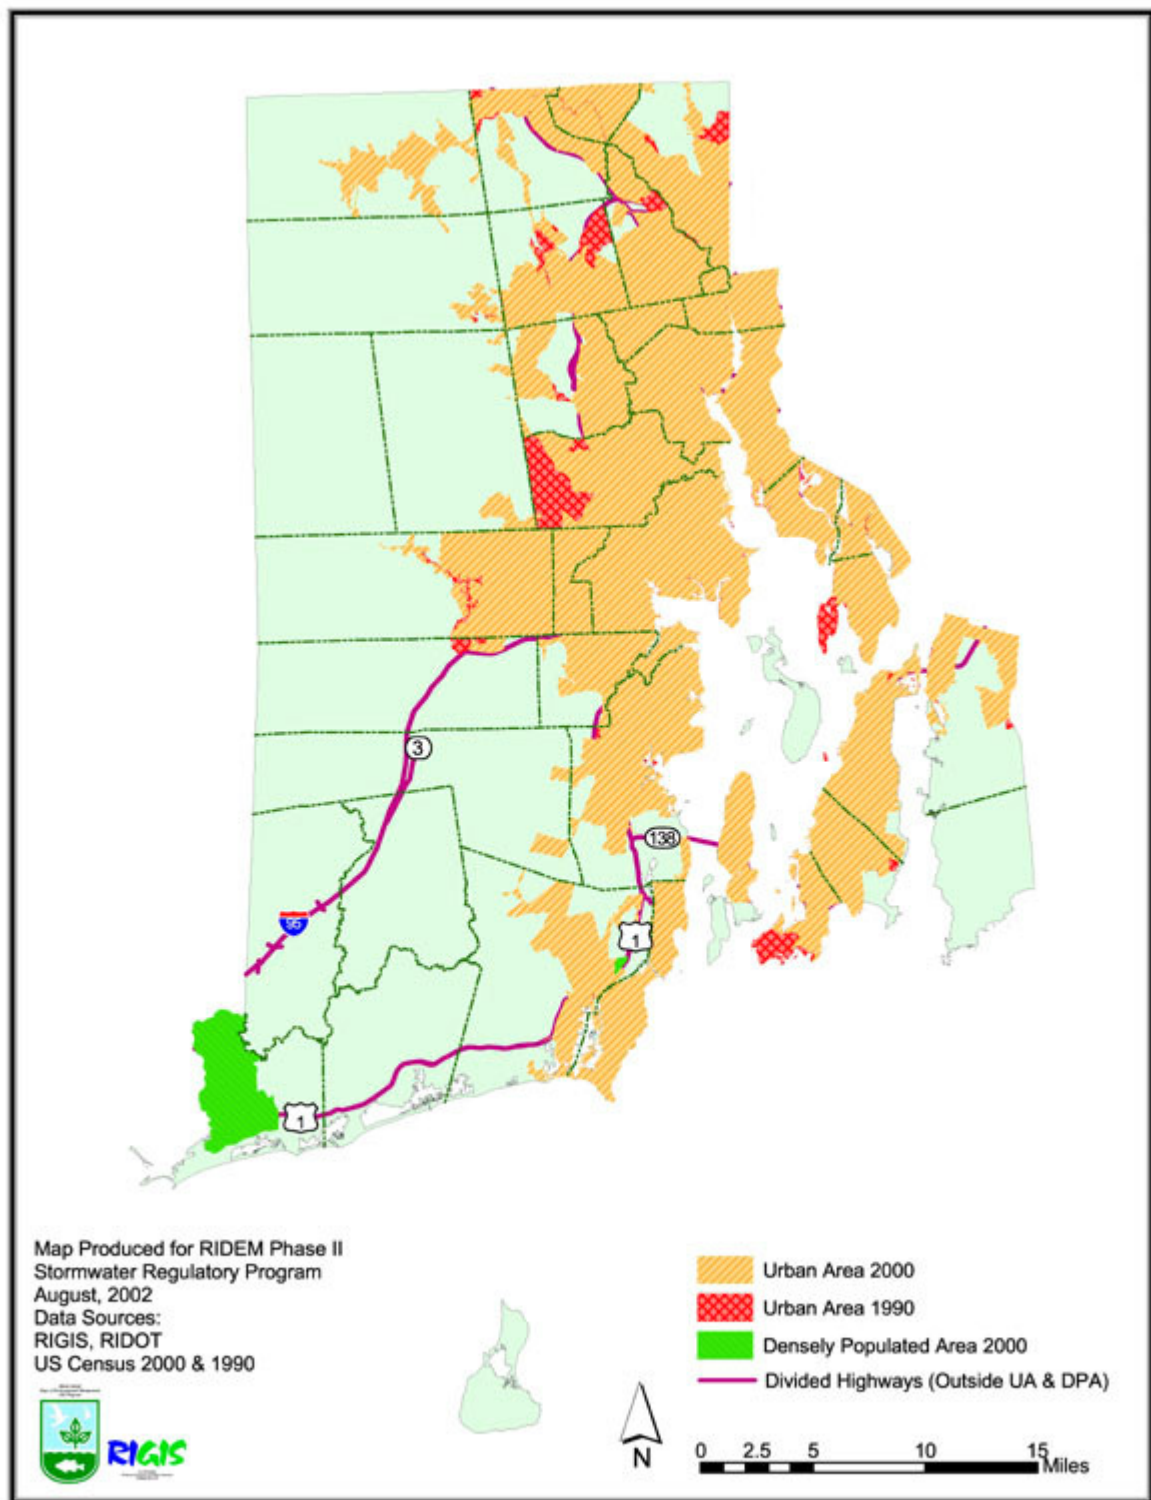 3
138
95
1
1
Map Produced for RIDEM Phase II
Stormwater Regulatory Program
August, 2002
Data Sources:
RIGIS, RIDOT
US Census 2000 & 1990
Urban Area 2000
Urban Area 1990
Densely Populated Area 2000
Divided Highways (Outside UA & DPA)
RIGIS
N
0 2.5 5 10 15
Miles